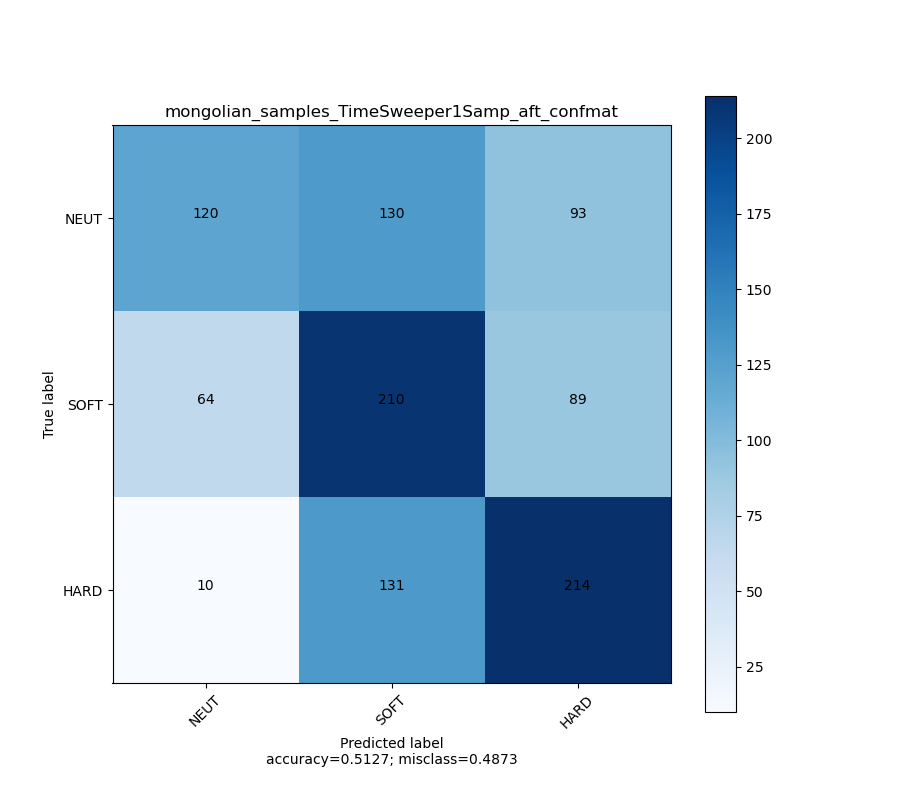 mongolian_samples_TimeSweeper1Samp_aft_confmat
200
175
150
125
100
75
50
25
True label
NEUT 120 130 93
SOFT 64 210 89
HARD 10 131 214
NEUT SOFT HARD
Predicted label
accuracy=0.5127; misclass=0.4873